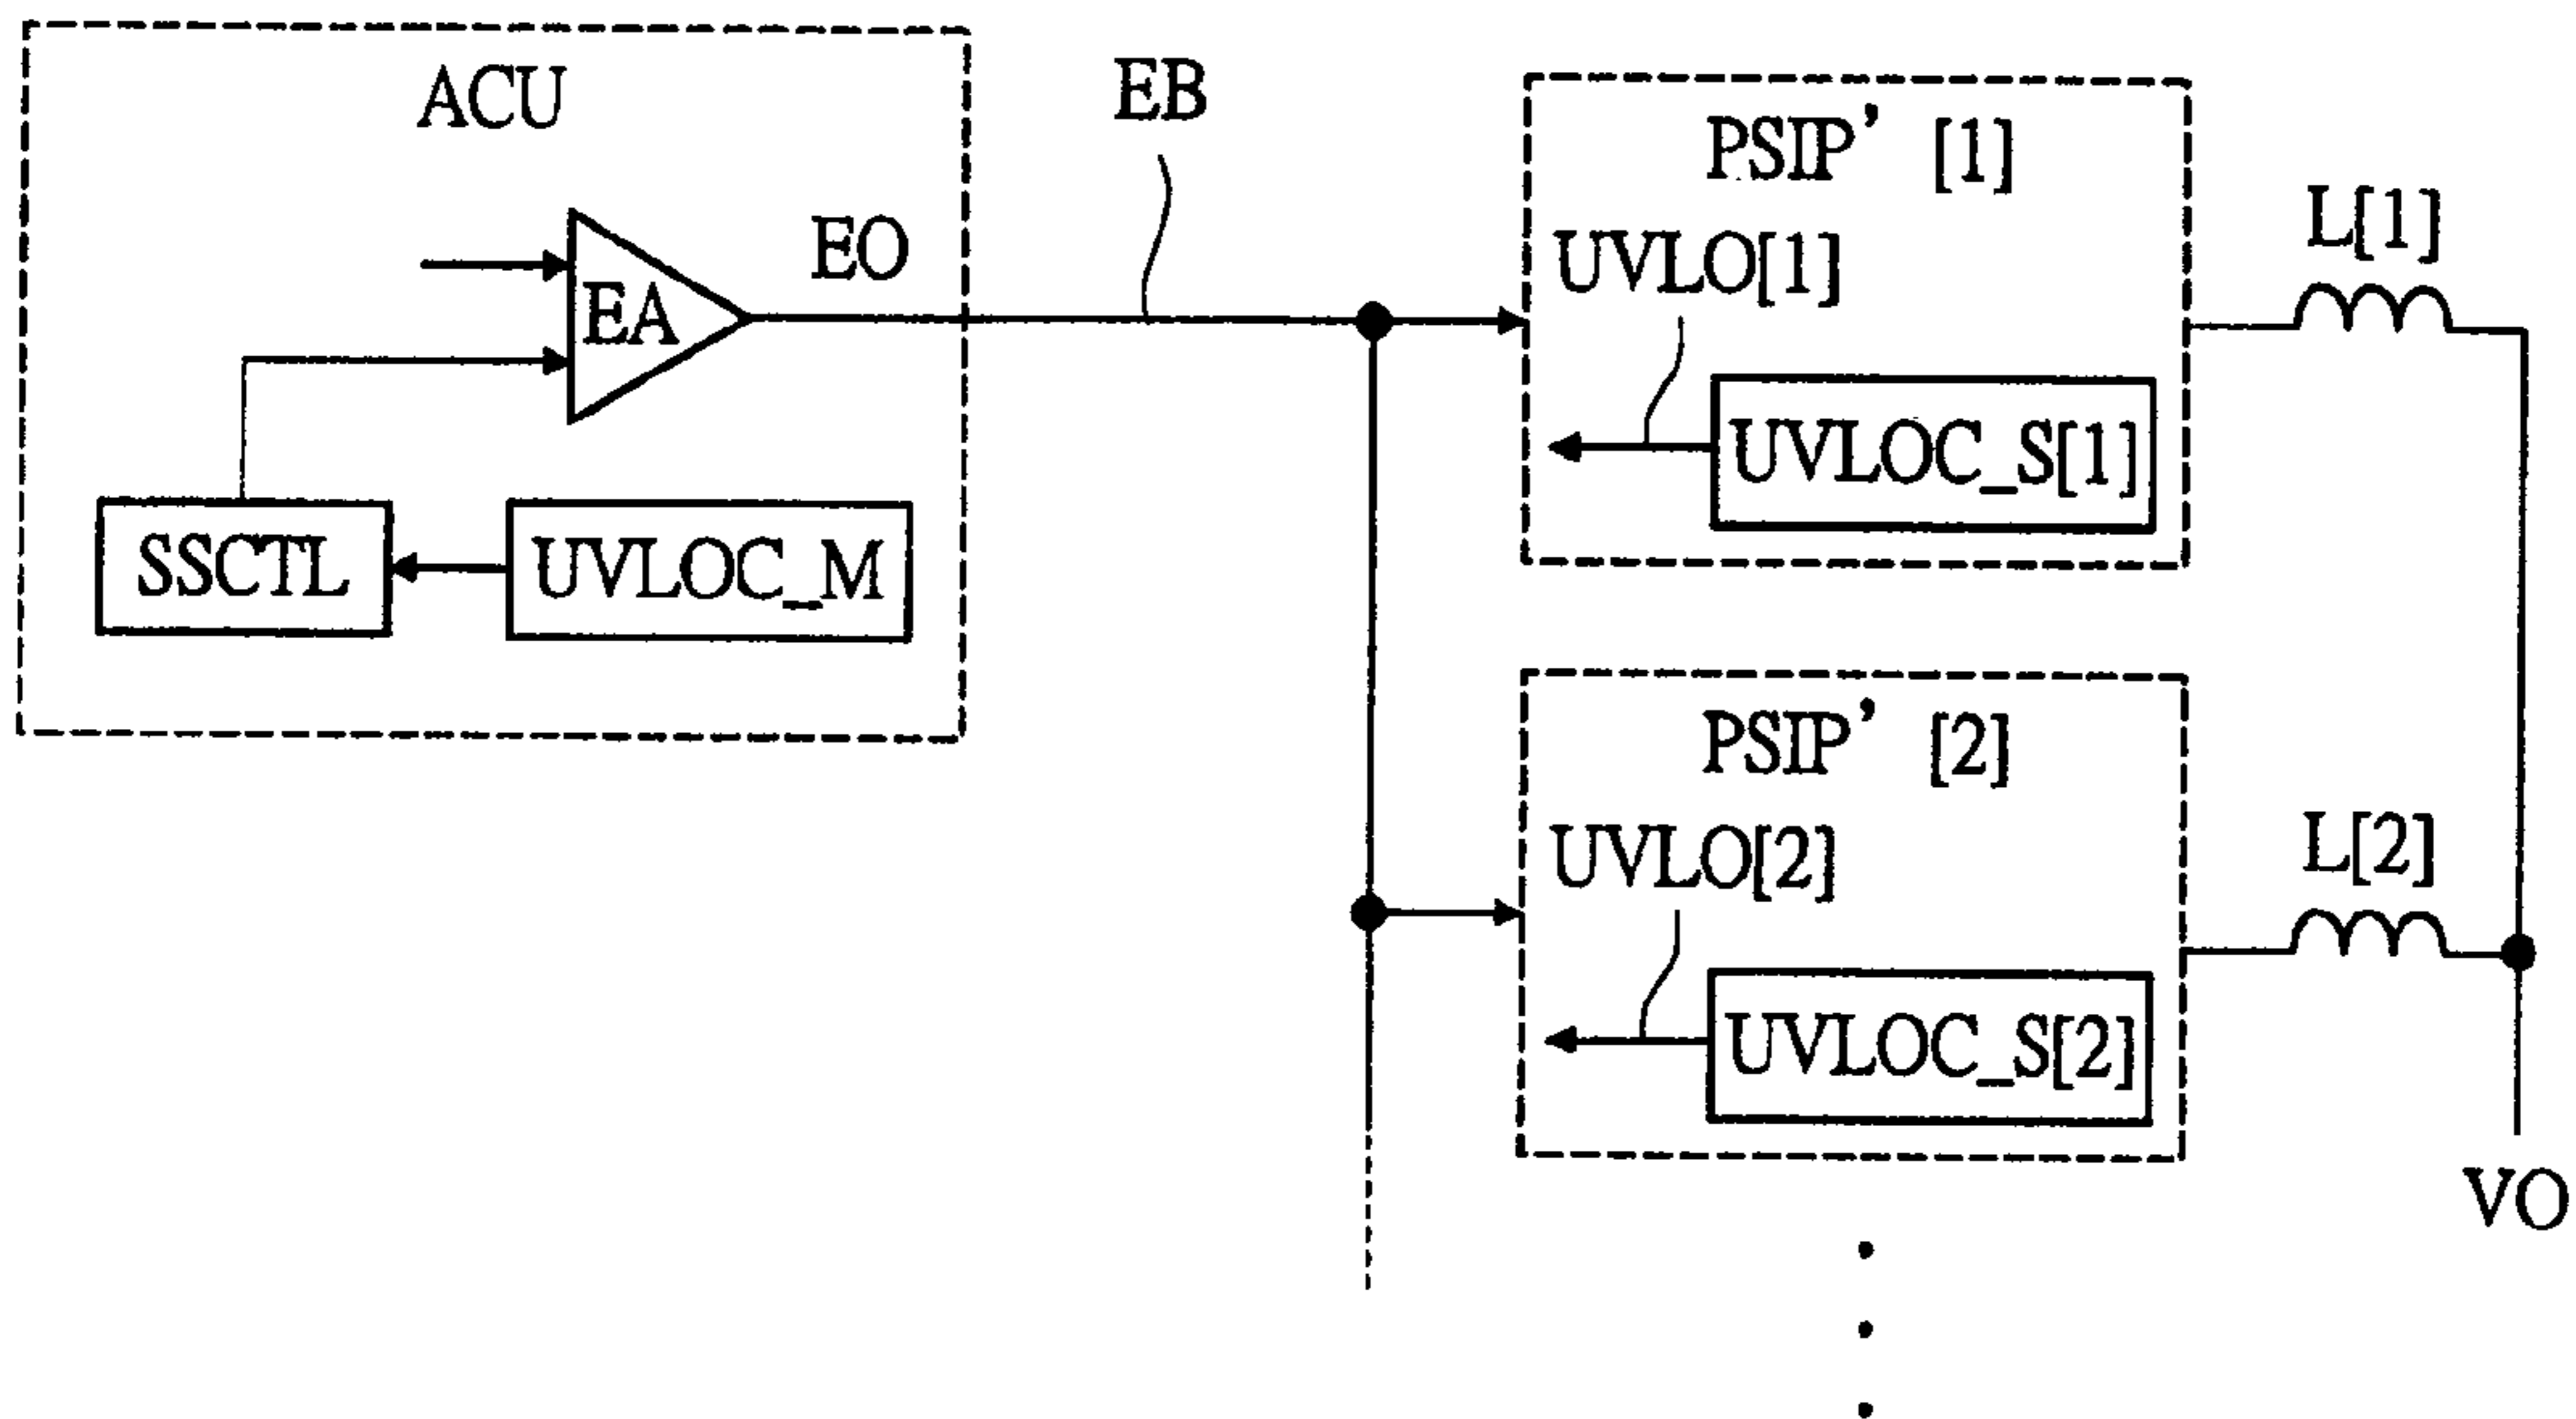 ACU
EB
EO
EA
SSCTL
UVLOC_M
PSIP' [1]
UVLO[1]
UVLOC_S[1]
L[1]
PSIP' [2]
UVLO[2]
UVLOC_S[2]
L[2]
VO